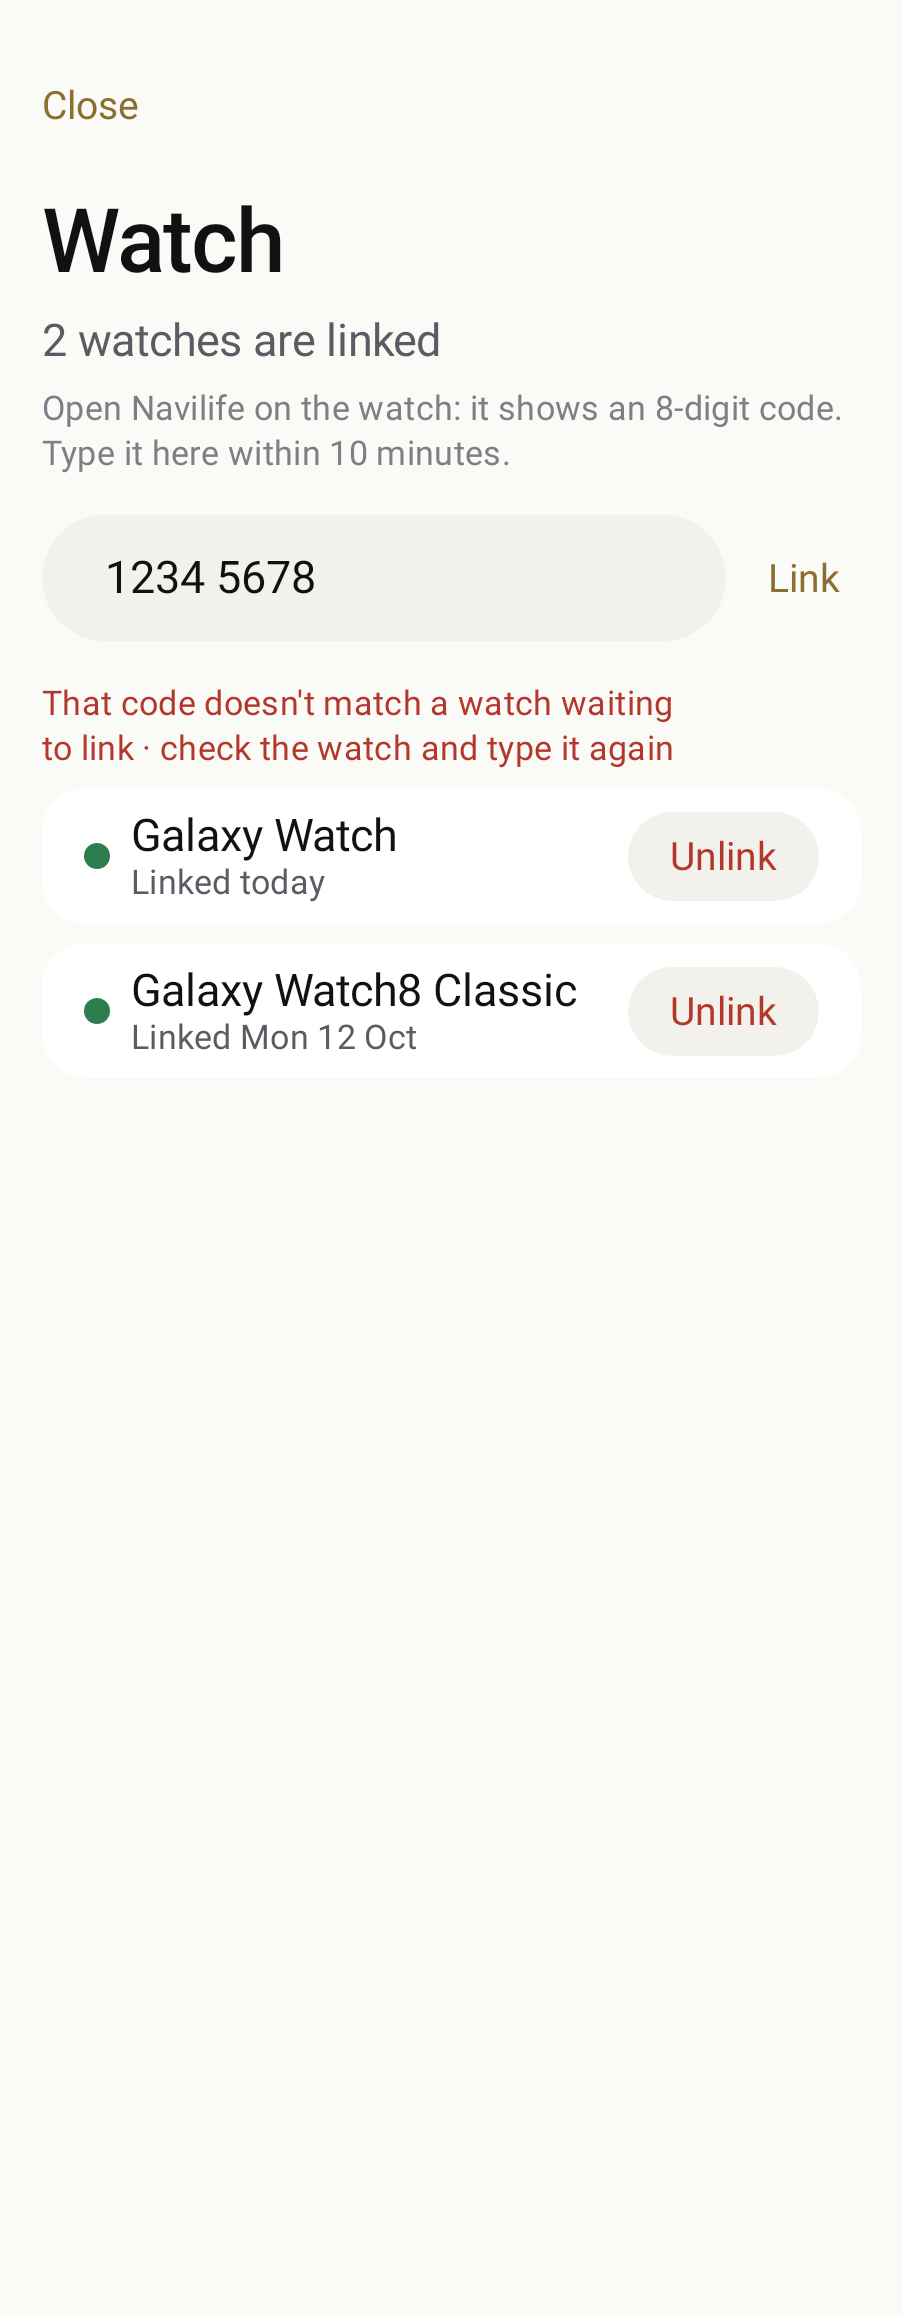 Close
Watch
2 watches are linked
Open Navilife on the watch: it shows an 8-digit code.
Type it here within 10 minutes.
1234 5678
Link
That code doesn't match a watch waiting
to link · check the watch and type it again
Galaxy Watch
Linked today
Unlink
Galaxy Watch8 Classic
Linked Mon 12 Oct
Unlink